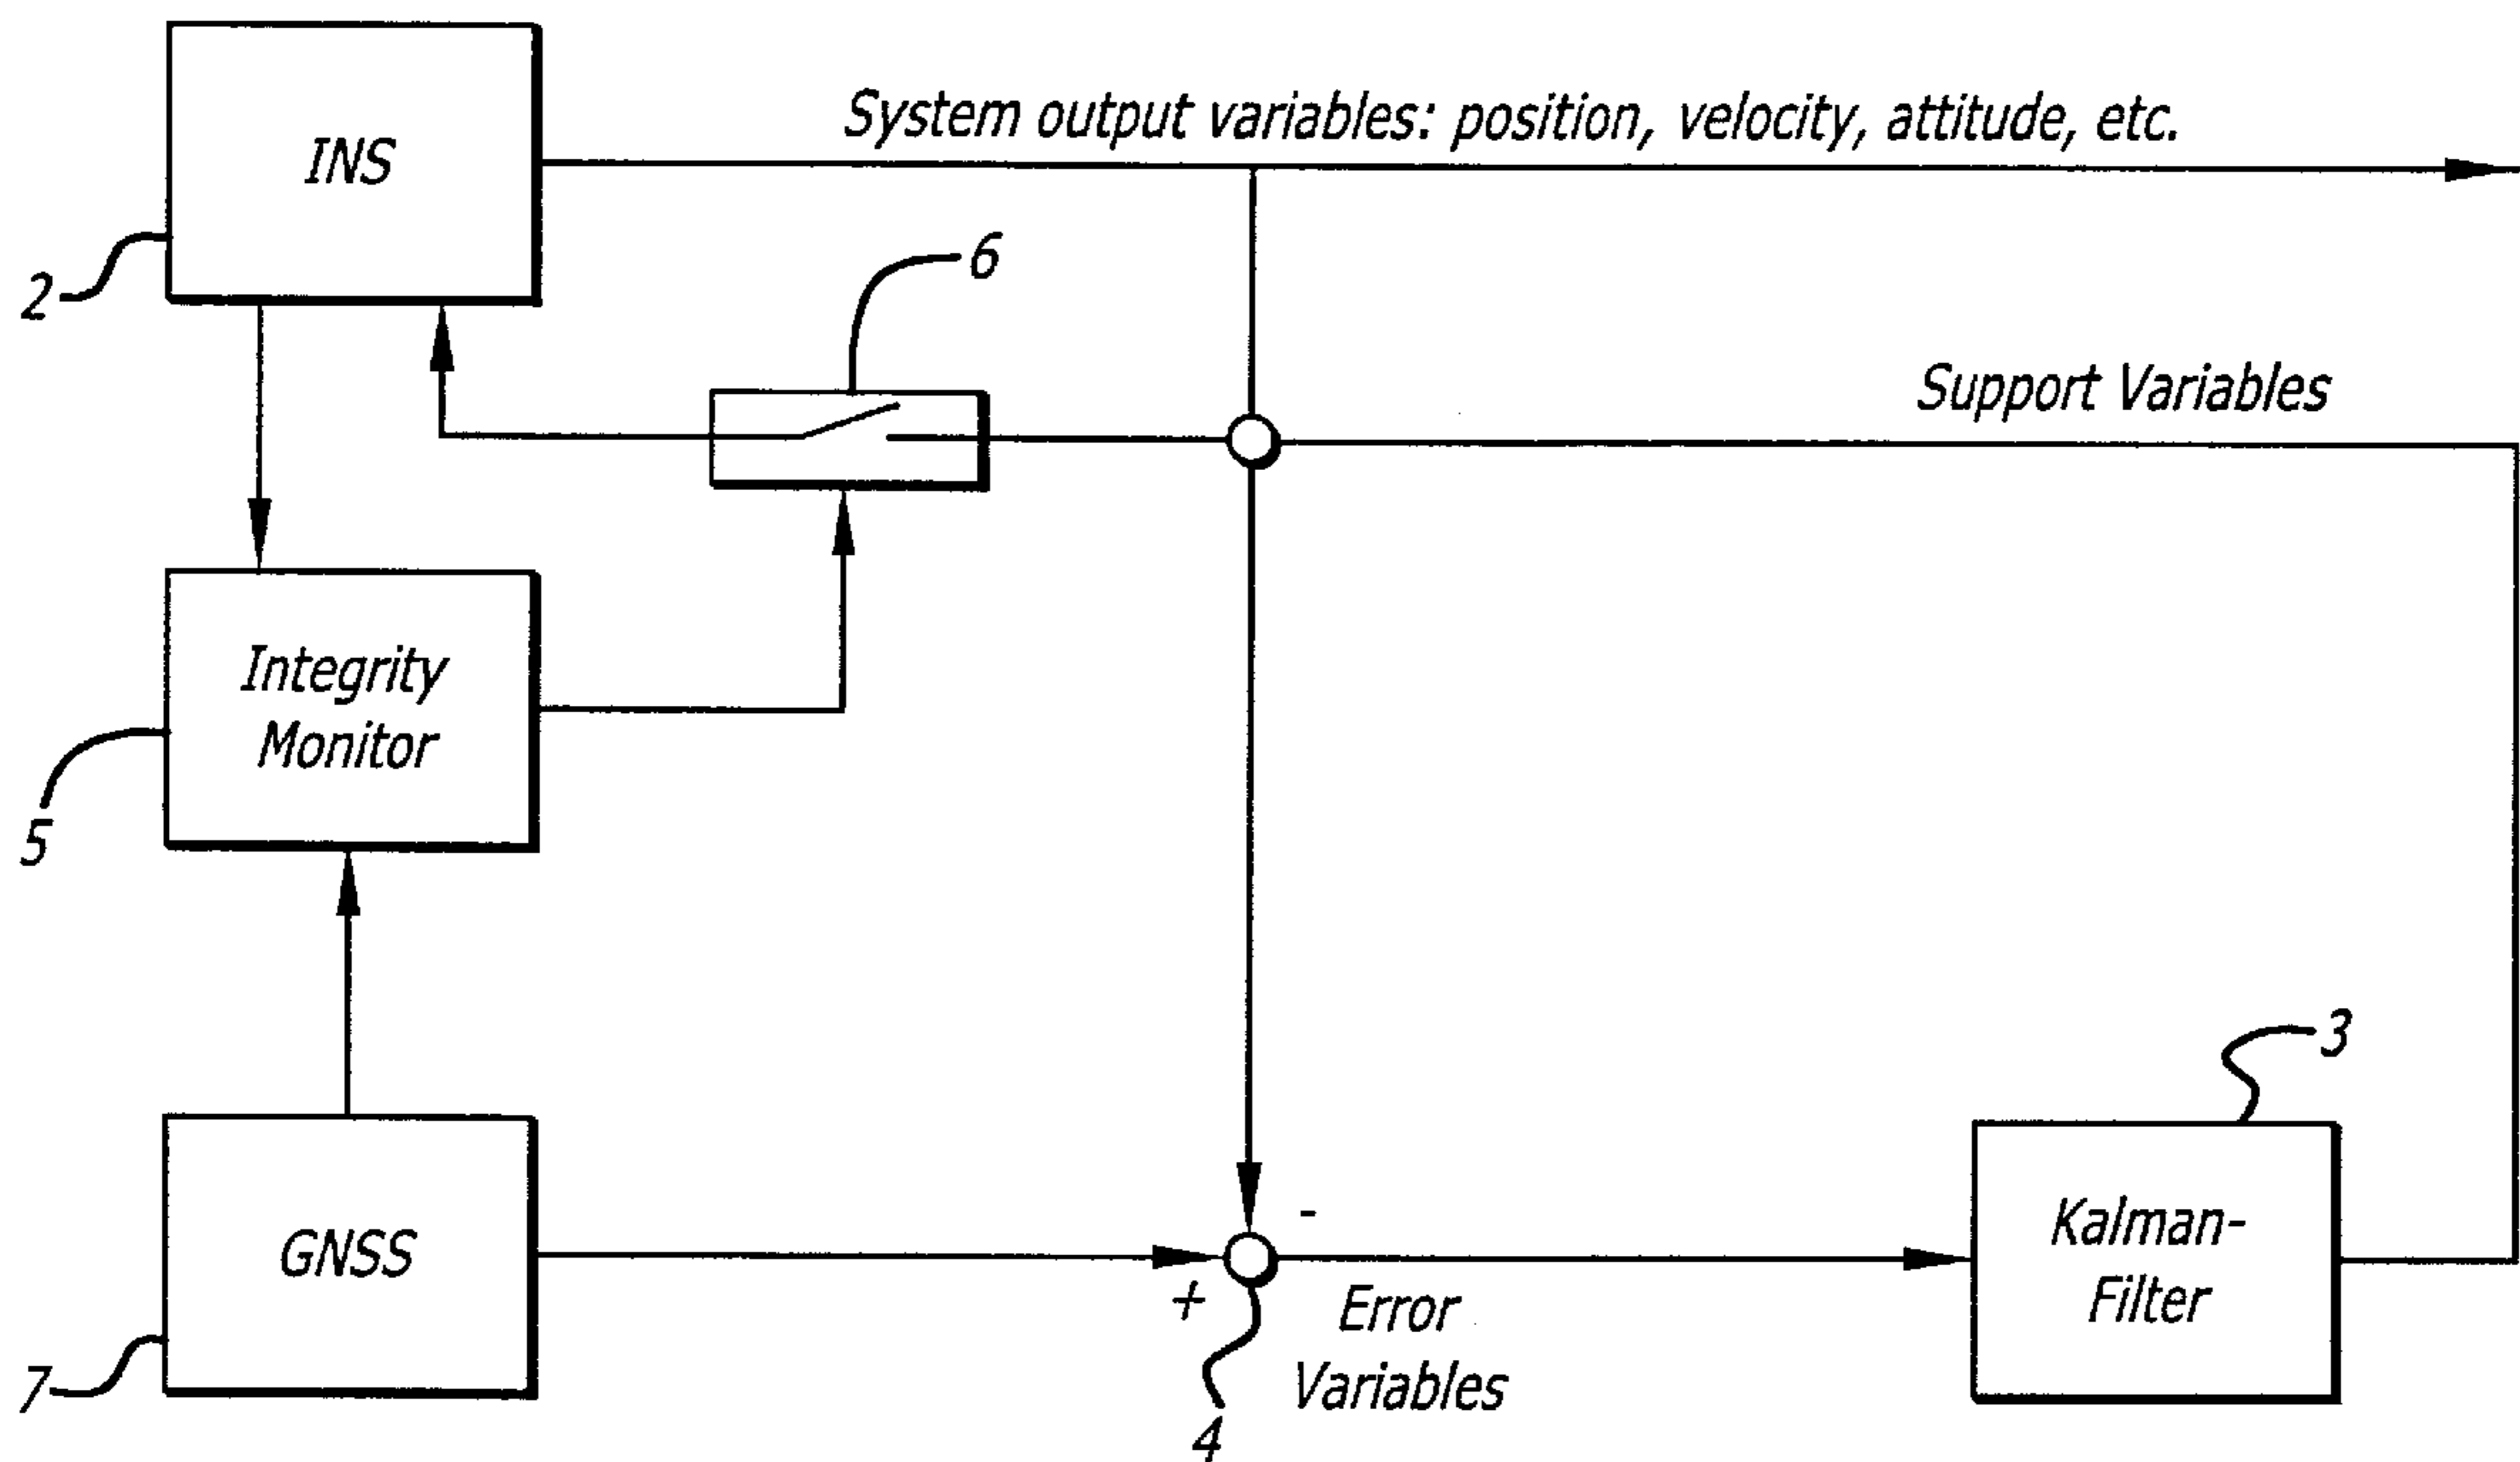 INS
System output variables: position, velocity, attitude, etc.
2
6
Support Variables
Integrity
Monitor
5
3
GNSS
-
Kalman-
Filter
+
Error
Variables
7
4